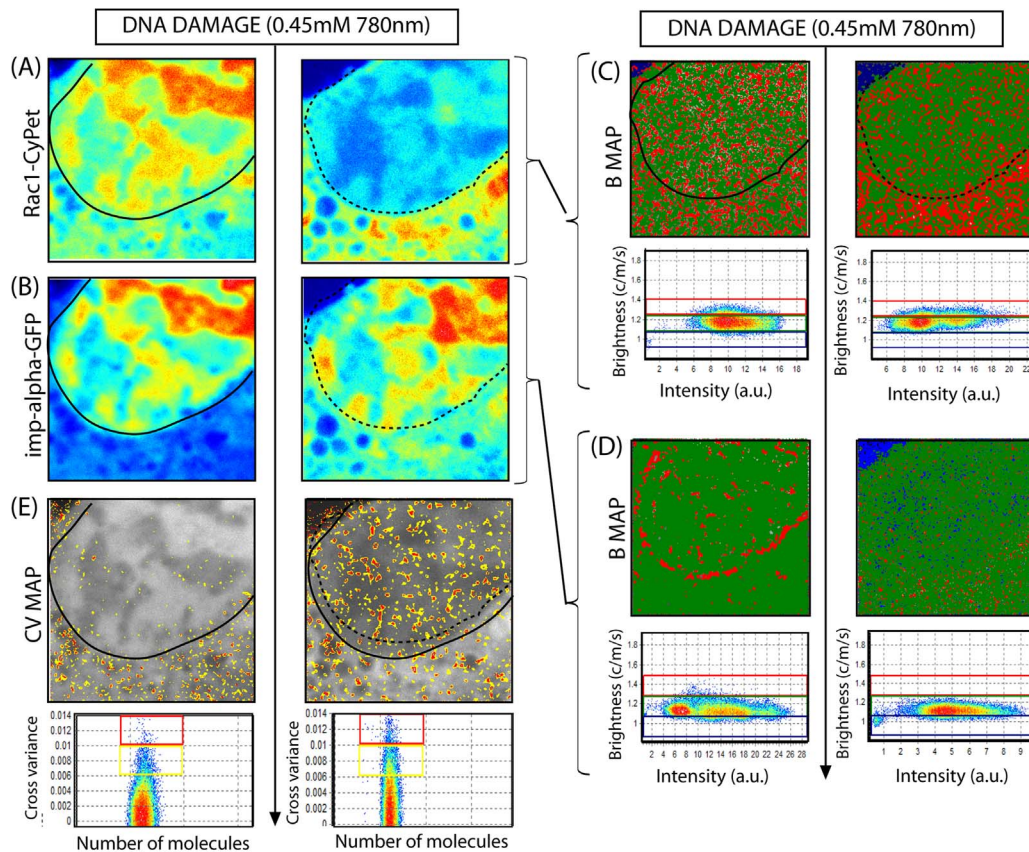 DNA DAMAGE (0.45mM 780nm)
(A)
Rac1-CyPet
(B)
imp-alpha-GFP
(E)
CV MAP
Cross variance
0.014
0.012
0.010
0.008
0.006
0.004
0.002
0
Number of molecules
0.014
0.012
0.01
0.008
0.006
0.004
0.002
0
Number of molecules
DNA DAMAGE (0.45mM 780nm)
(C)
B MAP
Brightness (c/m/s)
1.8
1.6
1.4
1.2
1
2 4 6 8 10 12 14 16 18
Intensity (a.u.)
Brightness (c/m/s)
1.8
1.6
1.4
1.2
1
6 8 10 12 14 16 18 20 22
Intensity (a.u.)
(D)
B MAP
Brightness (c/m/s)
1.8
1.6
1.4
1.2
1
2 4 6 7 10 12 14 16 18 20 22 24 26 28
Intensity (a.u.)
Brightness (c/m/s)
1.8
1.6
1.4
1.2
1
1 2 3 4 5 6 7 8 9
Intensity (a.u.)